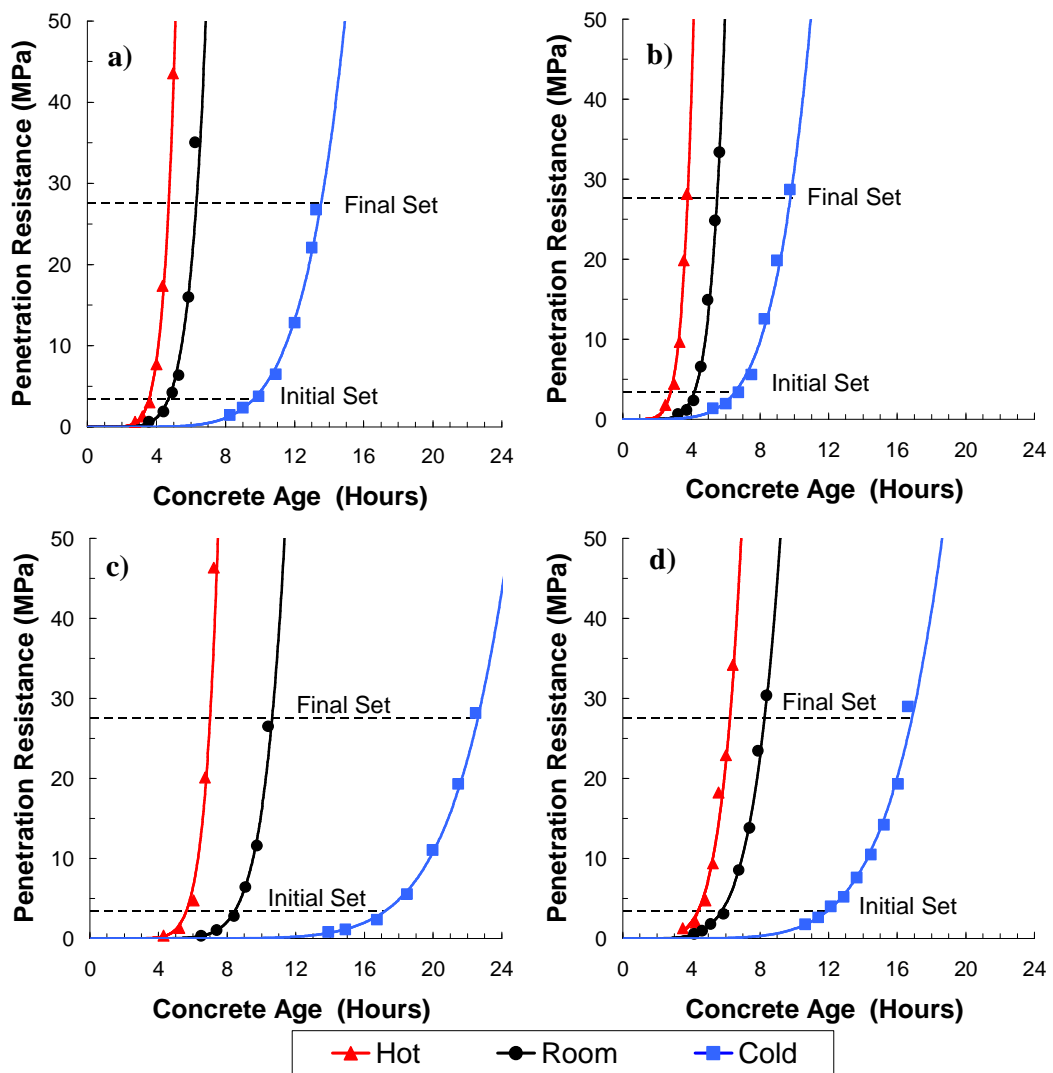 a)
Penetration Resistance (MPa)
50
40
30
20
10
0
Final Set
Initial Set
0 4 8 12 16 20 24
Concrete Age (Hours)
b)
Penetration Resistance (MPa)
50
40
30
20
10
0
Final Set
Initial Set
0 4 8 12 16 20 24
Concrete Age (Hours)
c)
Penetration Resistance (MPa)
50
40
30
20
10
0
Final Set
Initial Set
0 4 8 12 16 20 24
Concrete Age (Hours)
d)
Penetration Resistance (MPa)
50
40
30
20
10
0
Final Set
Initial Set
0 4 8 12 16 20 24
Concrete Age (Hours)
Hot Room Cold